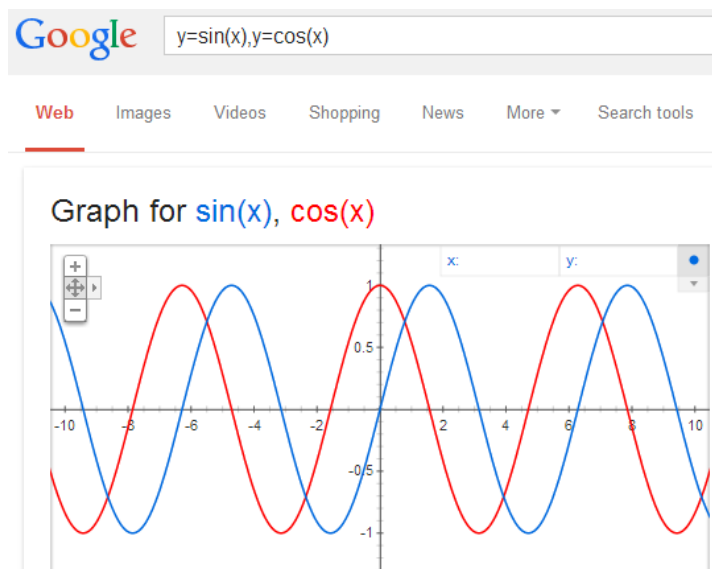 Google y=sin(x),y=cos(x)
Web Images Videos Shopping News More Search tools
Graph for sin(x), cos(x)
x: y:
1
0.5
-10 -8 -6 -4 -2 2 4 6 8 10
-0.5
-1